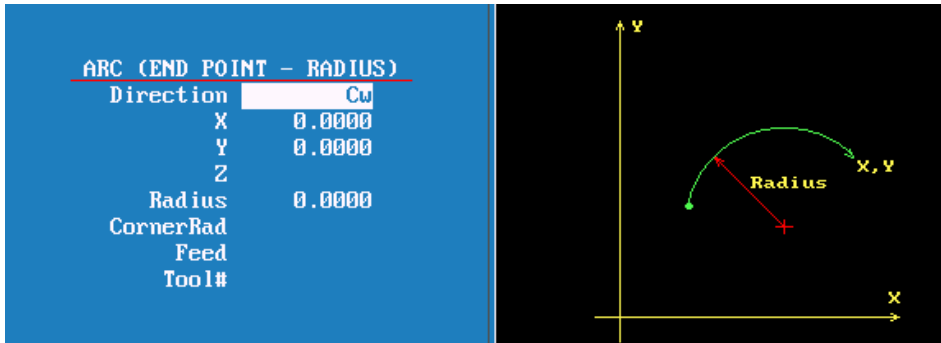 ARC (END POINT - RADIUS)
Direction Cw
X 0.0000
Y 0.0000
Z
Radius 0.0000
CornerRad
Feed
Tool#
Y
X,Y
Radius
X